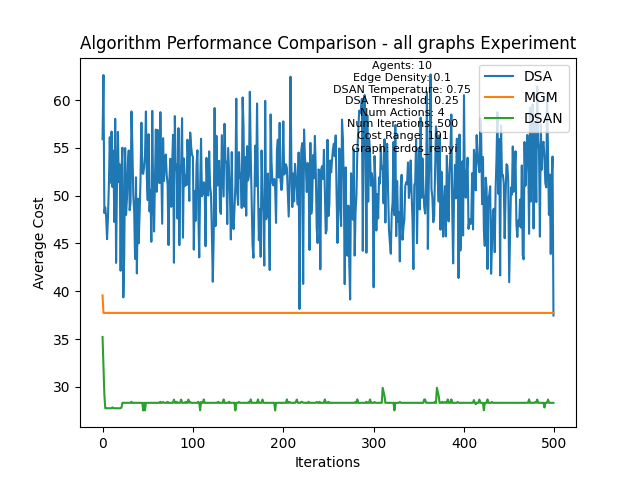 Algorithm Performance Comparison - all graphs Experiment
Agents: 10
Edge Density: 0.1
DSAN Temperature: 0.75
DSA Threshold: 0.25
Num Actions: 4
Num Iterations: 500
Cost Range: 101
Graph: erdos_renyi
DSA
MGM
DSAN
60
55
50
45
40
35
30
Average Cost
0
100
200
300
400
500
Iterations